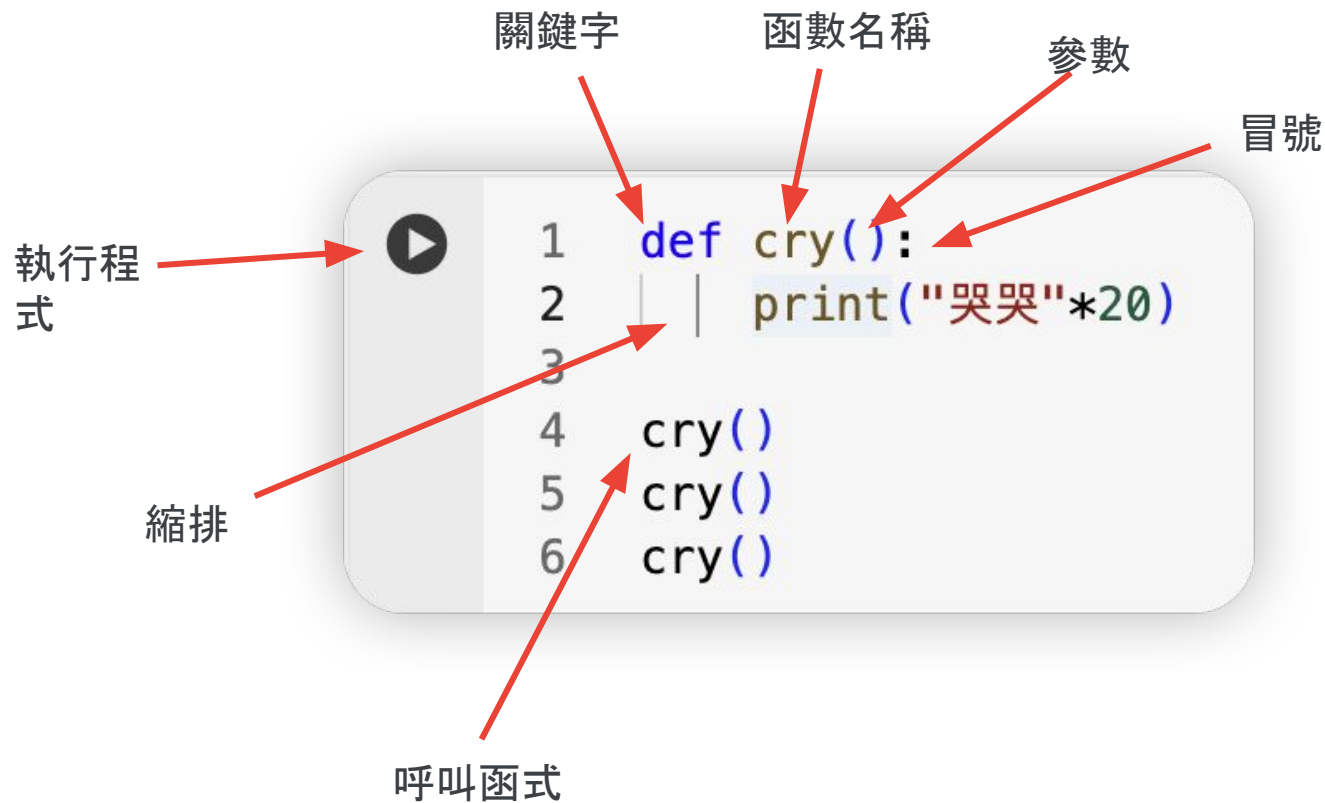 關鍵字
函數名稱
參數
冒號
執行程
式
1 def cry():
2 print("哭哭"*20)
3
4 cry()
5 cry()
6 cry()
縮排
呼叫函式